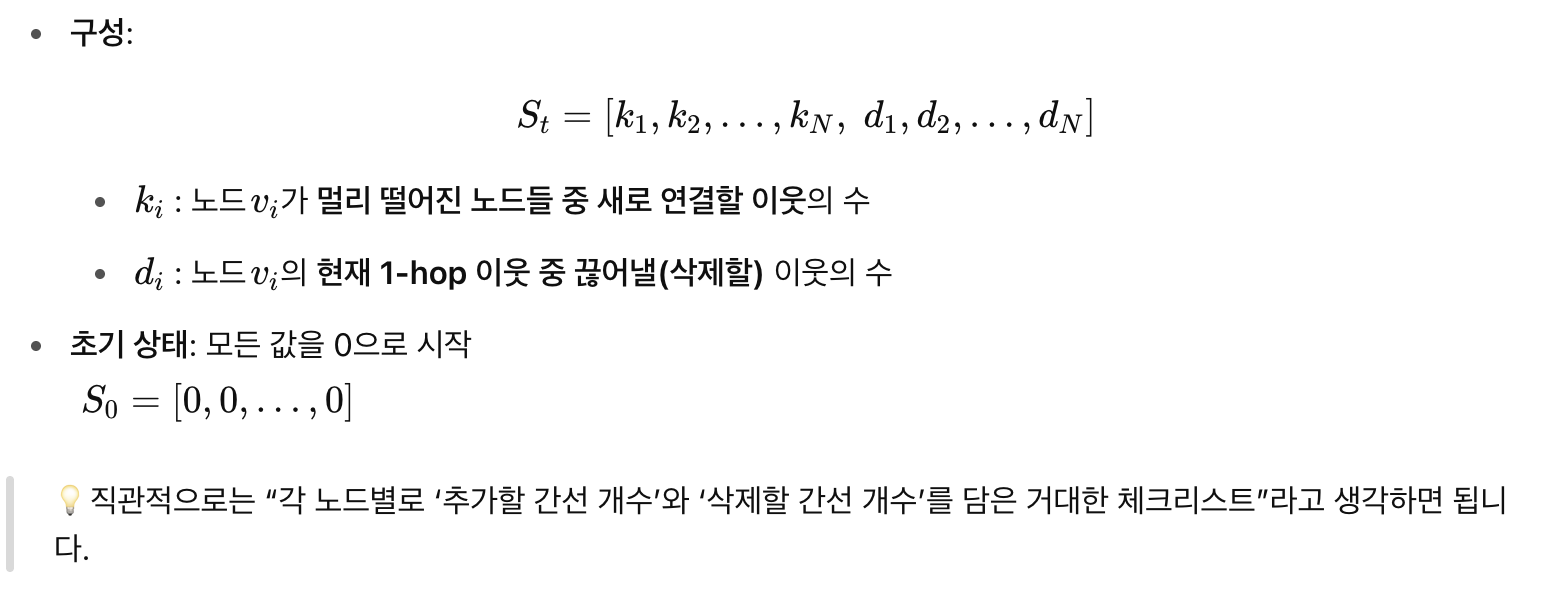 • 구성:
S_t = [k_1, k_2, . . . , k_N, d_1, d_2, . . . , d_N]
• k_i : 노드 v_i가 멀리 떨어진 노드들 중 새로 연결할 이웃의 수
• d_i : 노드 v_i의 현재 1-hop 이웃 중 끊어낼(삭제할) 이웃의 수
• 초기 상태: 모든 값을 0으로 시작
S_0 = [0, 0, . . . , 0]
💡 직관적으로는 “각 노드별로 ‘추가할 간선 개수’와 ‘삭제할 간선 개수’를 담은 거대한 체크리스트”라고 생각하면 됩니
다.